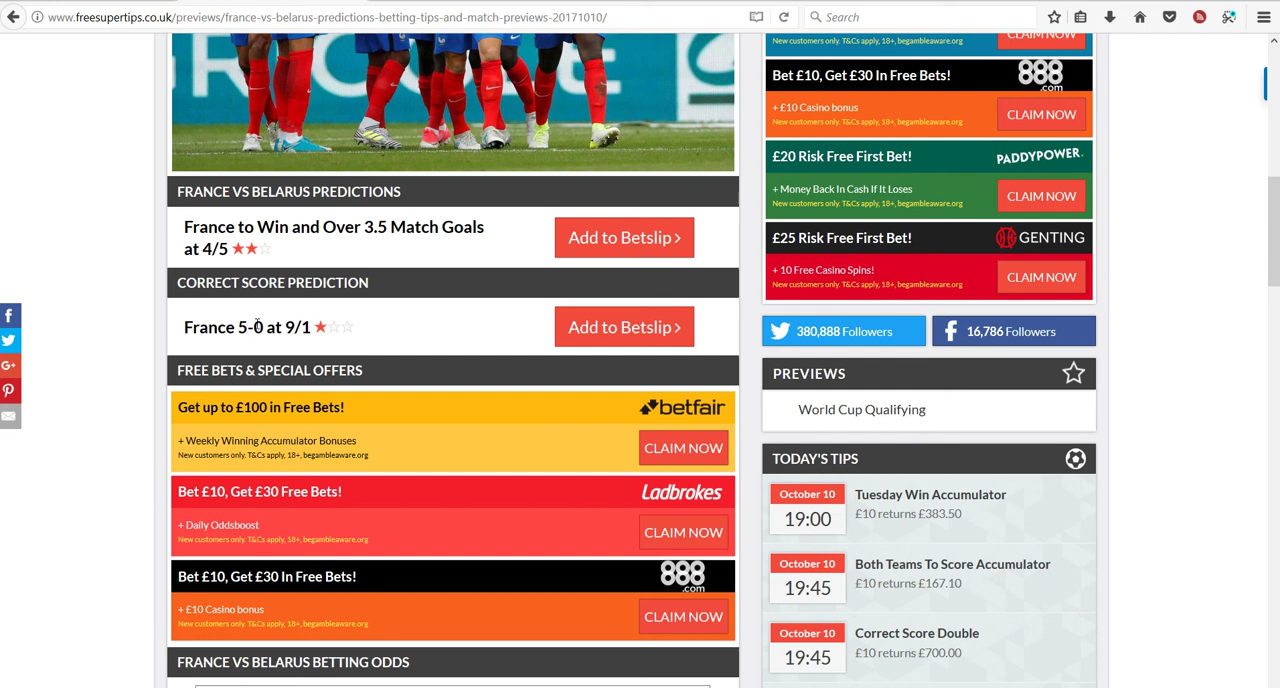 www.freesupertips.co.uk/previews/france-vs-belarus-predictions-betting-tips-and-match-previews-20171010/
Search
FRANCE VS BELARUS PREDICTIONS
France to Win and Over 3.5 Match Goals
at 4/5
Add to Betslip
CORRECT SCORE PREDICTION
France 5-0 at 9/1
Add to Betslip
FREE BETS & SPECIAL OFFERS
Get up to £100 in Free Bets!
betfair
+ Weekly Winning Accumulator Bonuses
New customers only. T&Cs apply, 18+, begambleaware.org
CLAIM NOW
Bet £10, Get £30 Free Bets!
Ladbrokes
+ Daily Oddsboost
New customers only. T&Cs apply, 18+, begambleaware.org
CLAIM NOW
Bet £10, Get £30 In Free Bets!
888
.com
+ £10 Casino bonus
New customers only. T&Cs apply, 18+, begambleaware.org
CLAIM NOW
FRANCE VS BELARUS BETTING ODDS
New customers only. T&Cs apply, 18+, begambleaware.org
CLAIM NOW
Bet £10, Get £30 In Free Bets!
888
.com
+ £10 Casino bonus
New customers only. T&Cs apply, 18+, begambleaware.org
CLAIM NOW
£20 Risk Free First Bet!
PADDYPOWER.
+ Money Back In Cash If It Loses
New customers only. T&Cs apply, 18+, begambleaware.org
CLAIM NOW
£25 Risk Free First Bet!
GENTING
+ 10 Free Casino Spins!
New customers only. T&Cs apply, 18+, begambleaware.org
CLAIM NOW
380,888 Followers
16,786 Followers
PREVIEWS
World Cup Qualifying
TODAY'S TIPS
October 10
19:00
Tuesday Win Accumulator
£10 returns £383.50
October 10
19:45
Both Teams To Score Accumulator
£10 returns £167.10
October 10
19:45
Correct Score Double
£10 returns £700.00